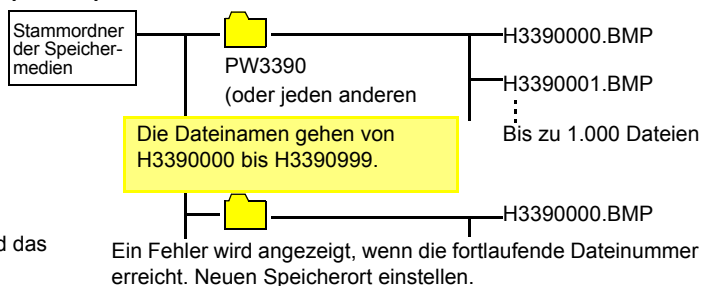 Stammordner
der Speicher-
medien
H3390000.BMP
PW3390
(oder jeden anderen
H3390001.BMP
Bis zu 1.000 Dateien
Die Dateinamen gehen von
H3390000 bis H3390999.
H3390000.BMP
d das
Ein Fehler wird angezeigt, wenn die fortlaufende Dateinummer
erreicht. Neuen Speicherort einstellen.